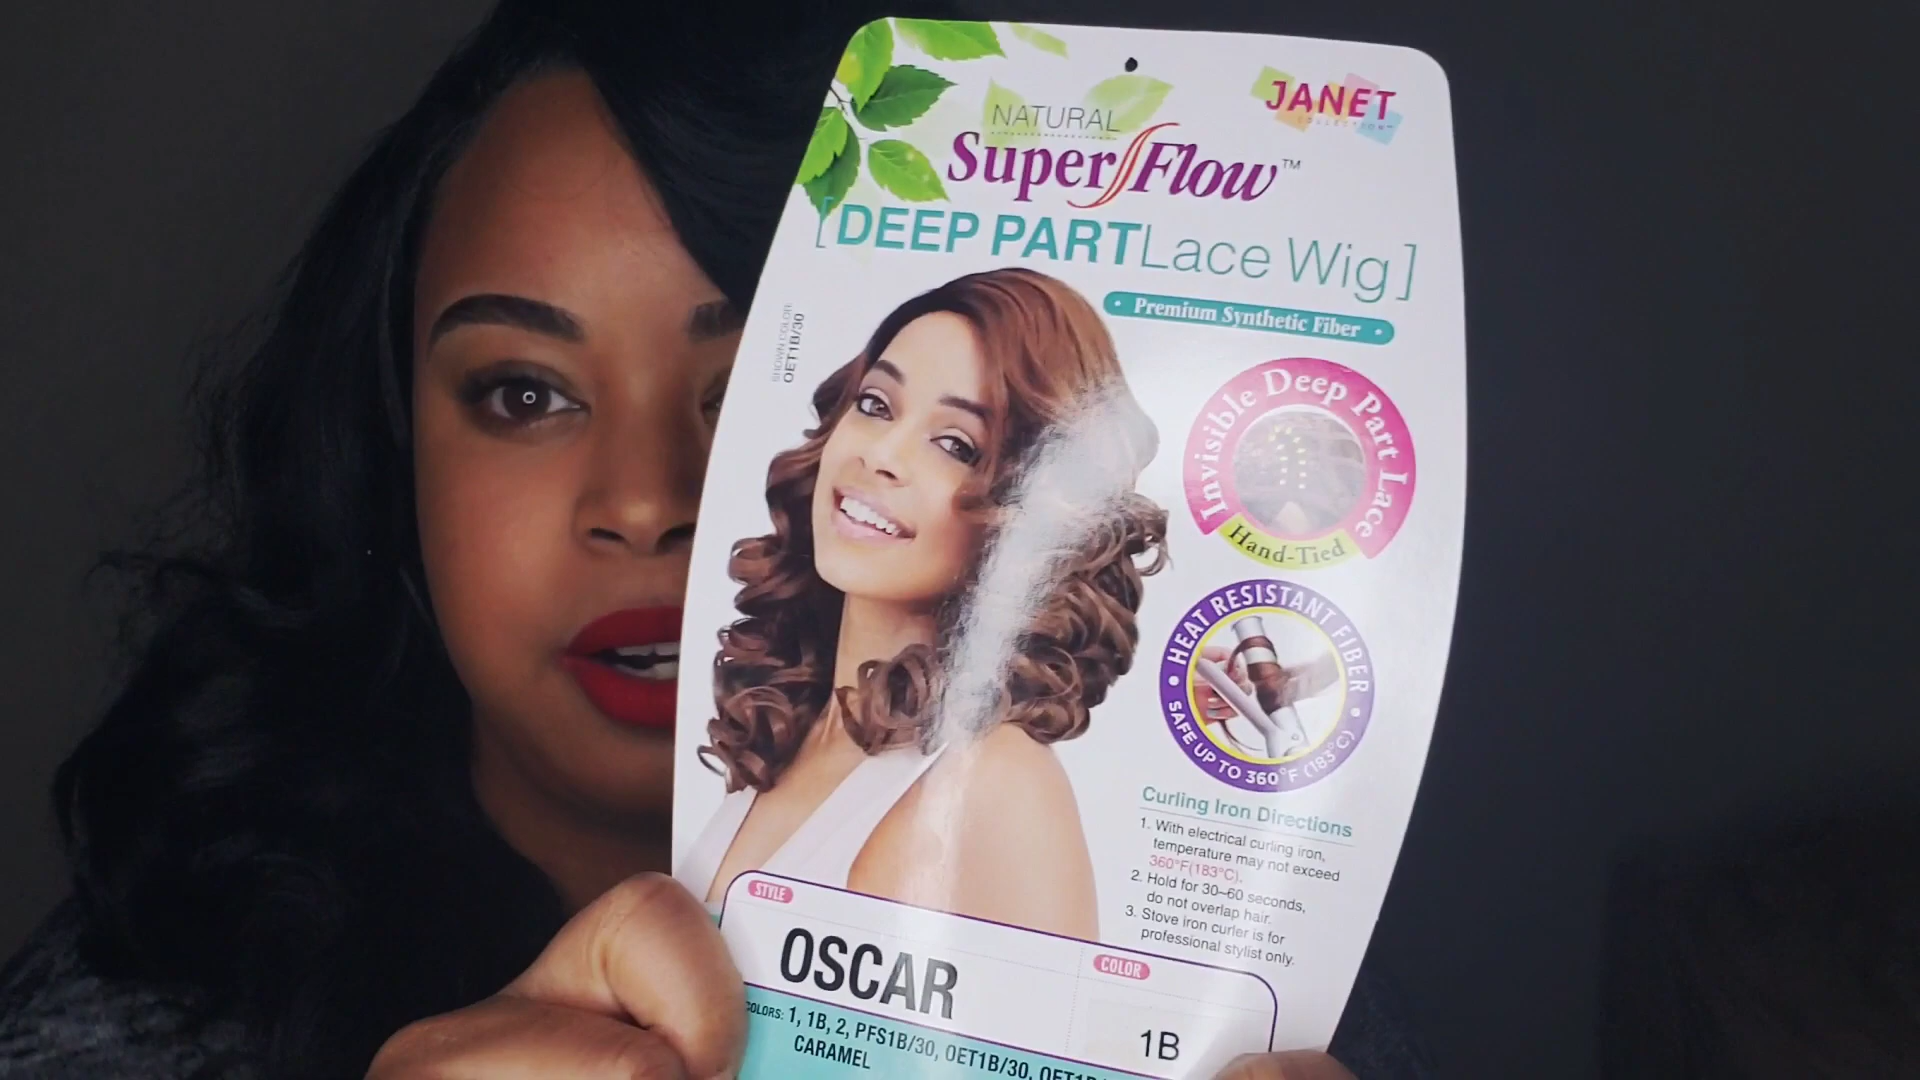 JANET
COLLECTION™
NATURAL
Super Flow™
[DEEP PART Lace Wig]
• Premium Synthetic Fiber •
SHOWN COLOR:
OET1B/30
Invisible Deep Part Lace
Hand-Tied
HEAT RESISTANT FIBER
• SAFE UP TO 360°F (183°C) •
Curling Iron Directions
1. With electrical curling iron,
temperature may not exceed
360°F(183°C).
2. Hold for 30–60 seconds,
do not overlap hair.
3. Stove iron curler is for
professional stylist only.
STYLE
OSCAR
COLOR
1B
COLORS: 1, 1B, 2, PFS1B/30, OET1B/30,
CARAMEL